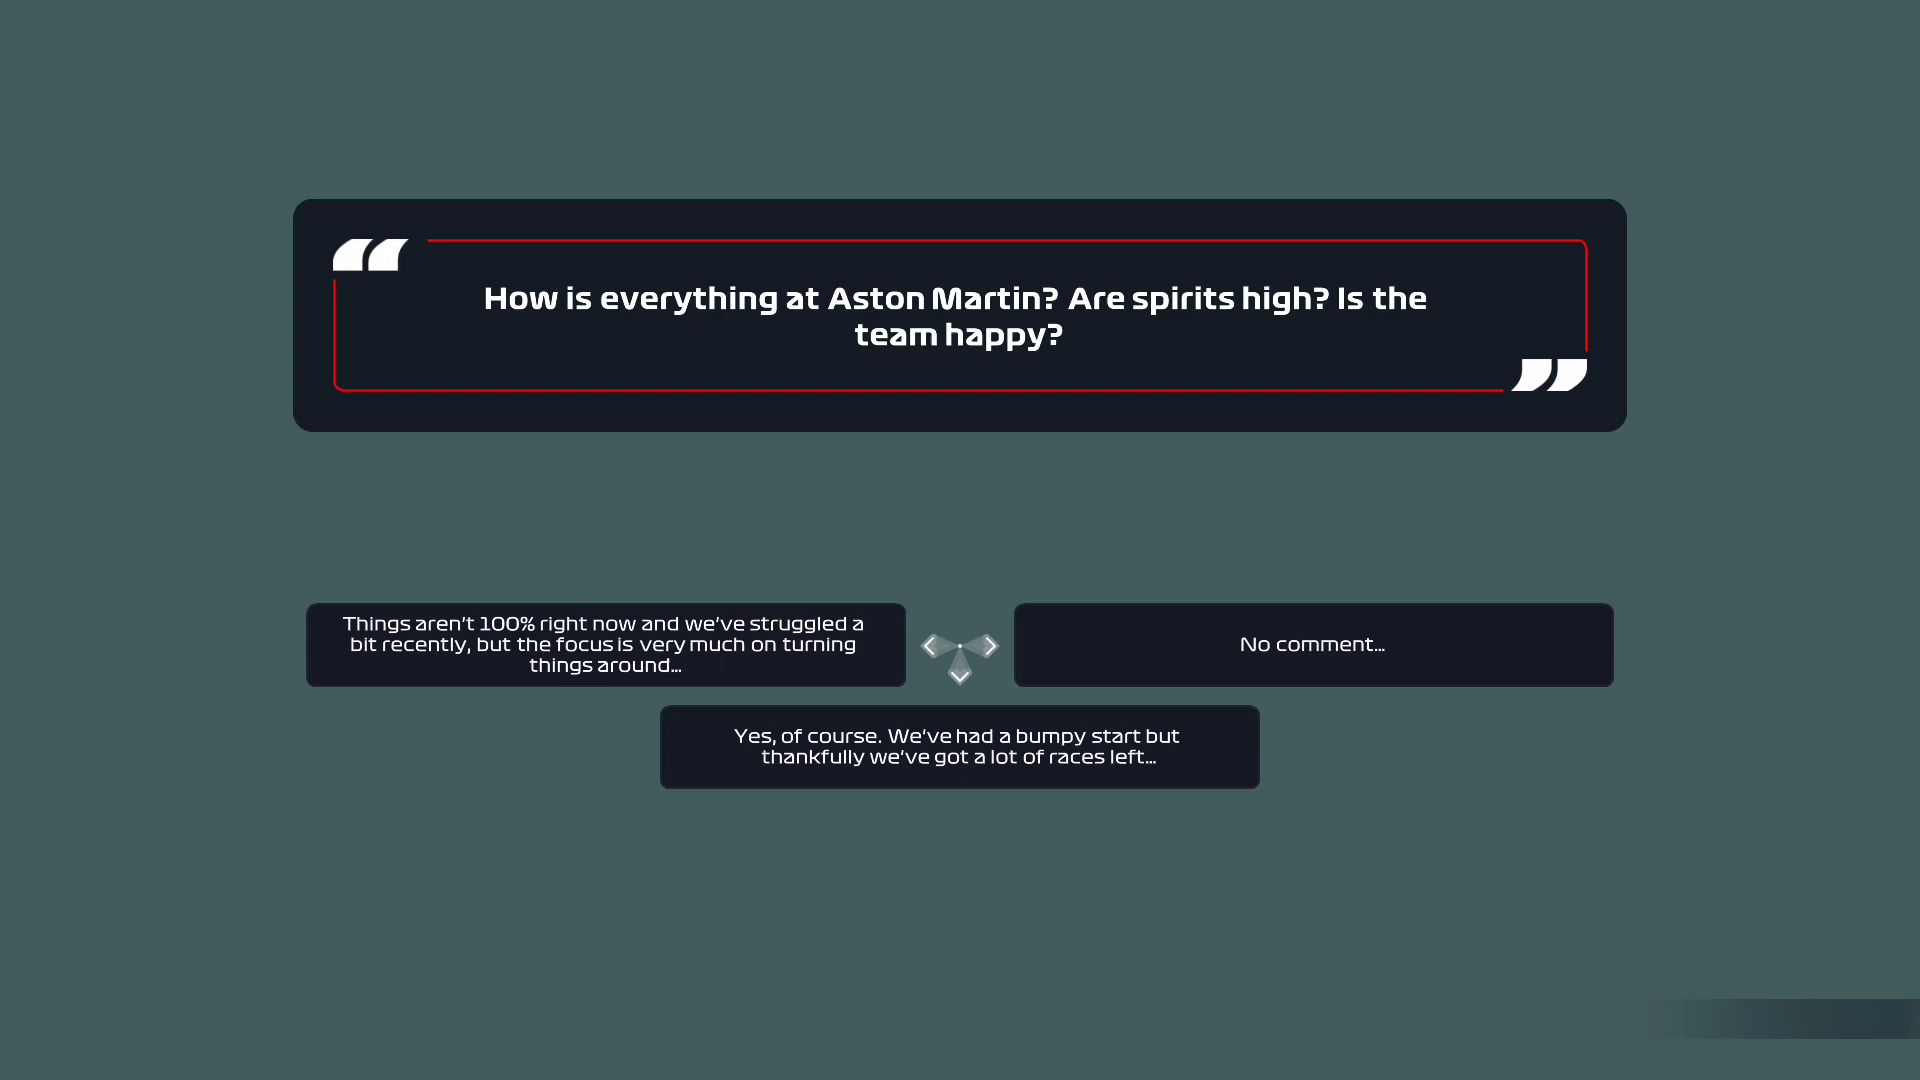 How is everything at Aston Martin? Are spirits high? Is the
team happy?
Things aren't 100% right now and we've struggled a
bit recently, but the focus is very much on turning
things around...
No comment...
Yes, of course. We've had a bumpy start but
thankfully we've got a lot of races left...